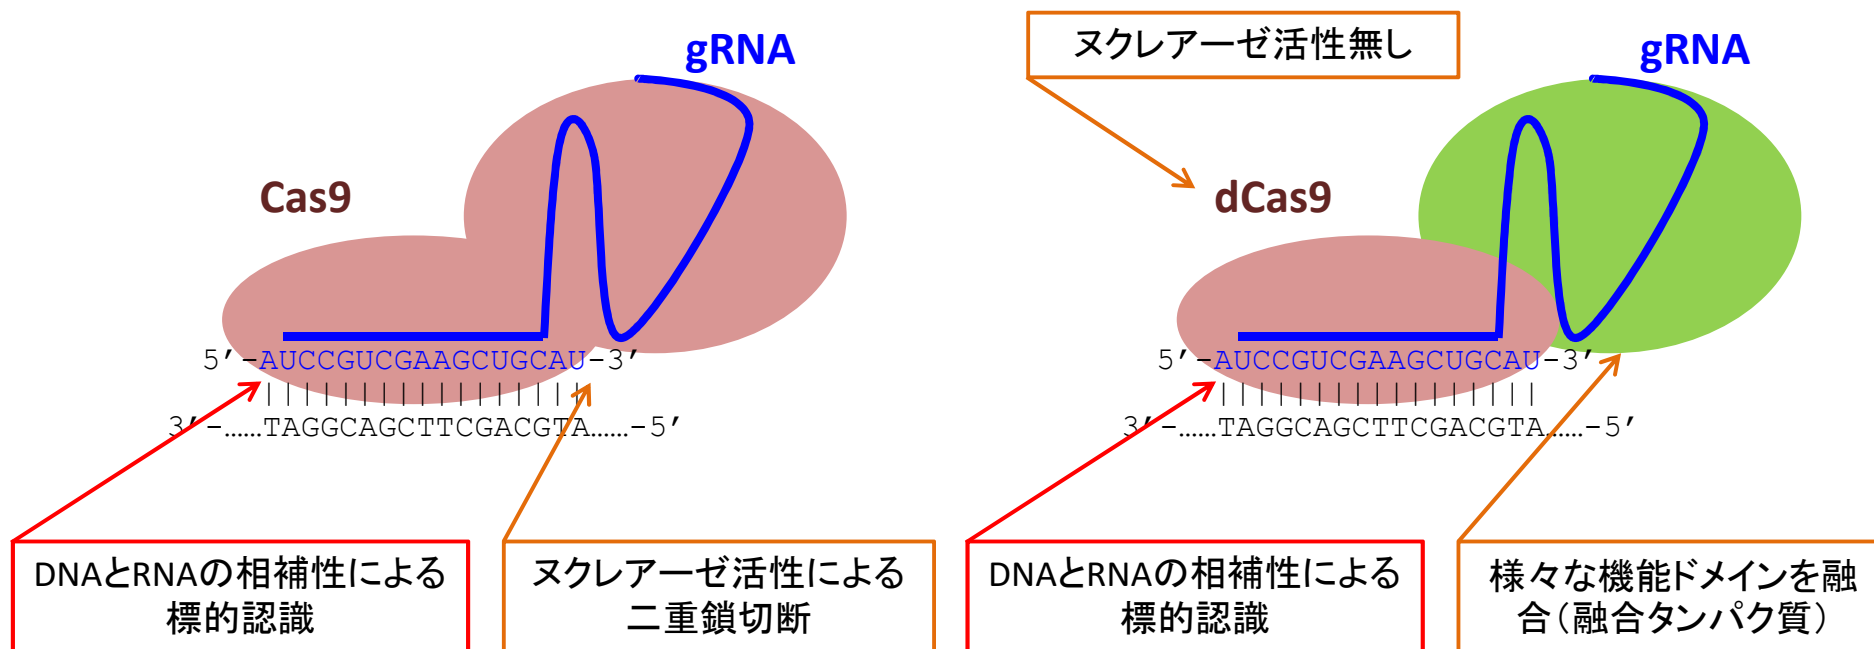 gRNA
Cas9
5′-AUCCGUCGAAGCUGCAU-3′
|||||||||||||||||
3′-……TAGGCAGCTTCGACGTA……-5′
DNAとRNAの相補性による
標的認識
ヌクレアーゼ活性による
二重鎖切断
ヌクレアーゼ活性無し
gRNA
dCas9
5′-AUCCGUCGAAGCUGCAU-3′
|||||||||||||||||
3′-……TAGGCAGCTTCGACGTA……-5′
DNAとRNAの相補性による
標的認識
様々な機能ドメインを融
合（融合タンパク質）